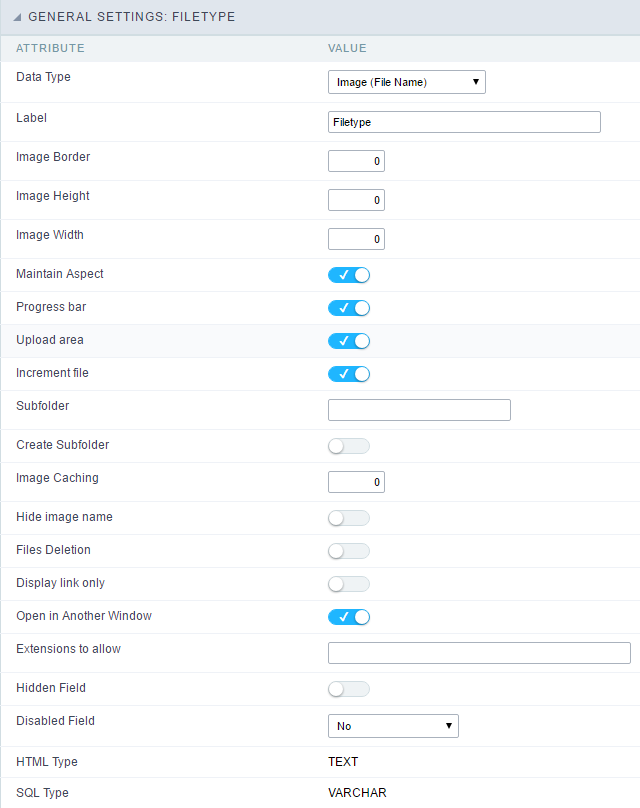 GENERAL SETTINGS: FILETYPE
ATTRIBUTE VALUE
Data Type Image (File Name)
Label Filetype
Image Border 0
Image Height 0
Image Width 0
Maintain Aspect
Progress bar
Upload area
Increment file
Subfolder
Create Subfolder
Image Caching 0
Hide image name
Files Deletion
Display link only
Open in Another Window
Extensions to allow
Hidden Field
Disabled Field No
HTML Type TEXT
SQL Type VARCHAR